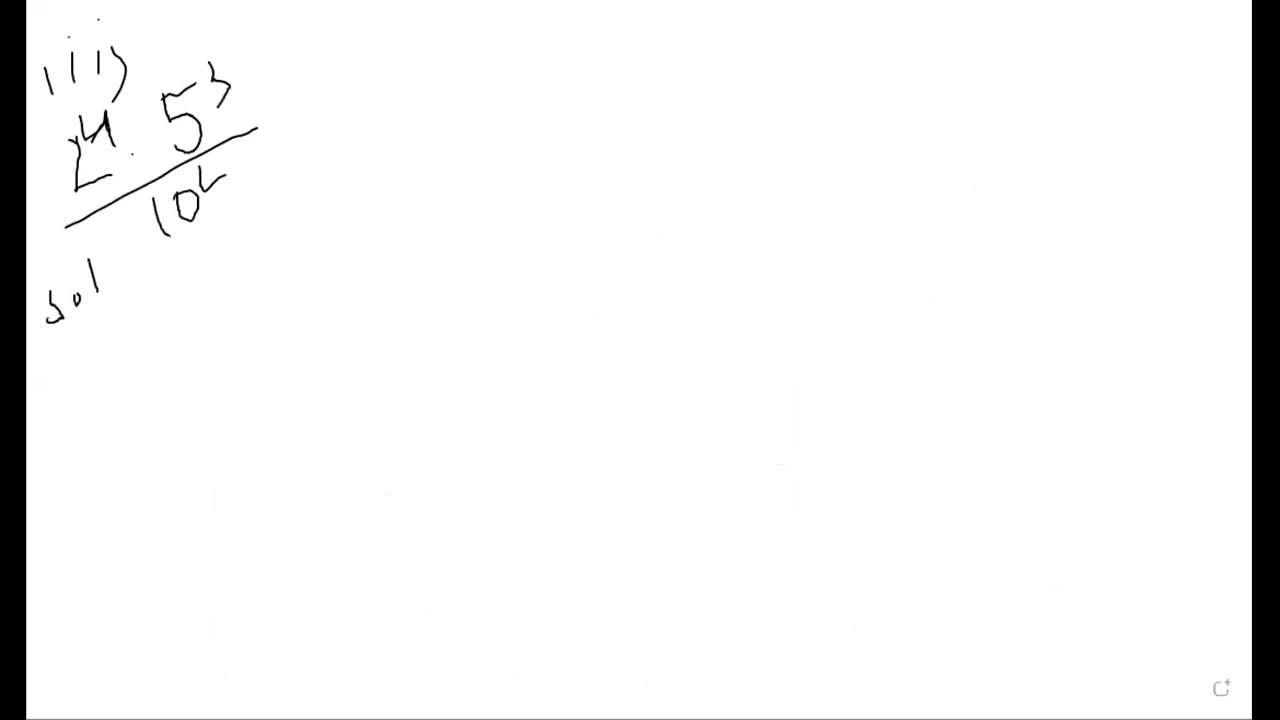 iii)
2⁴ · 5³
10²
sol